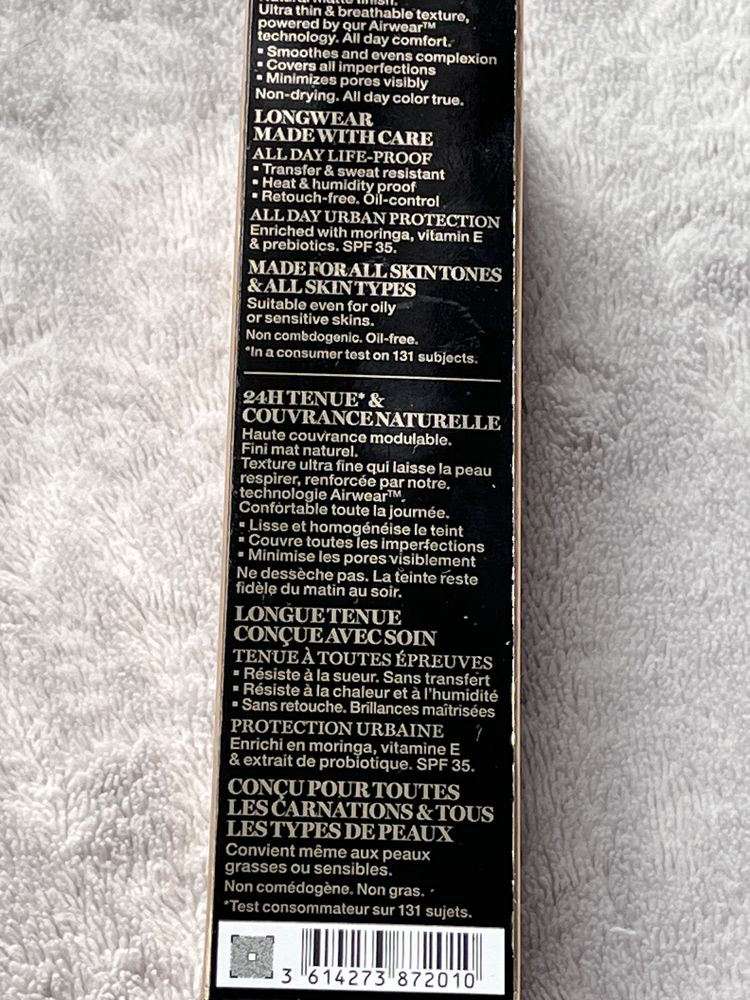 Natural matte finish.
Ultra thin & breathable texture,
powered by our Airwear™
technology. All day comfort.
▪ Smoothes and evens complexion
▪ Covers all imperfections
▪ Minimizes pores visibly
Non-drying. All day color true.
LONGWEAR
MADE WITH CARE
ALL DAY LIFE-PROOF
▪ Transfer & sweat resistant
▪ Heat & humidity proof
▪ Retouch-free. Oil-control
ALL DAY URBAN PROTECTION
Enriched with moringa, vitamin E
& prebiotics. SPF 35.
MADE FOR ALL SKIN TONES
& ALL SKIN TYPES
Suitable even for oily
or sensitive skins.
Non comedogenic. Oil-free.
*In a consumer test on 131 subjects.
24H TENUE* &
COUVRANCE NATURELLE
Haute couvrance modulable.
Fini mat naturel.
Texture ultra fine qui laisse la peau
respirer, renforcée par notre
technologie Airwear™.
Confortable toute la journée.
▪ Lisse et homogénéise le teint
▪ Couvre toutes les imperfections
▪ Minimise les pores visiblement
Ne dessèche pas. La teinte reste
fidèle du matin au soir.
LONGUE TENUE
CONÇUE AVEC SOIN
TENUE À TOUTES ÉPREUVES
▪ Résiste à la sueur. Sans transfert
▪ Résiste à la chaleur et à l'humidité
▪ Sans retouche. Brillances maîtrisées
PROTECTION URBAINE
Enrichi en moringa, vitamine E
& extrait de probiotique. SPF 35.
CONÇU POUR TOUTES
LES CARNATIONS & TOUS
LES TYPES DE PEAUX
Convient même aux peaux
grasses ou sensibles.
Non comédogène. Non gras.
*Test consommateur sur 131 sujets.
3 614273 872010